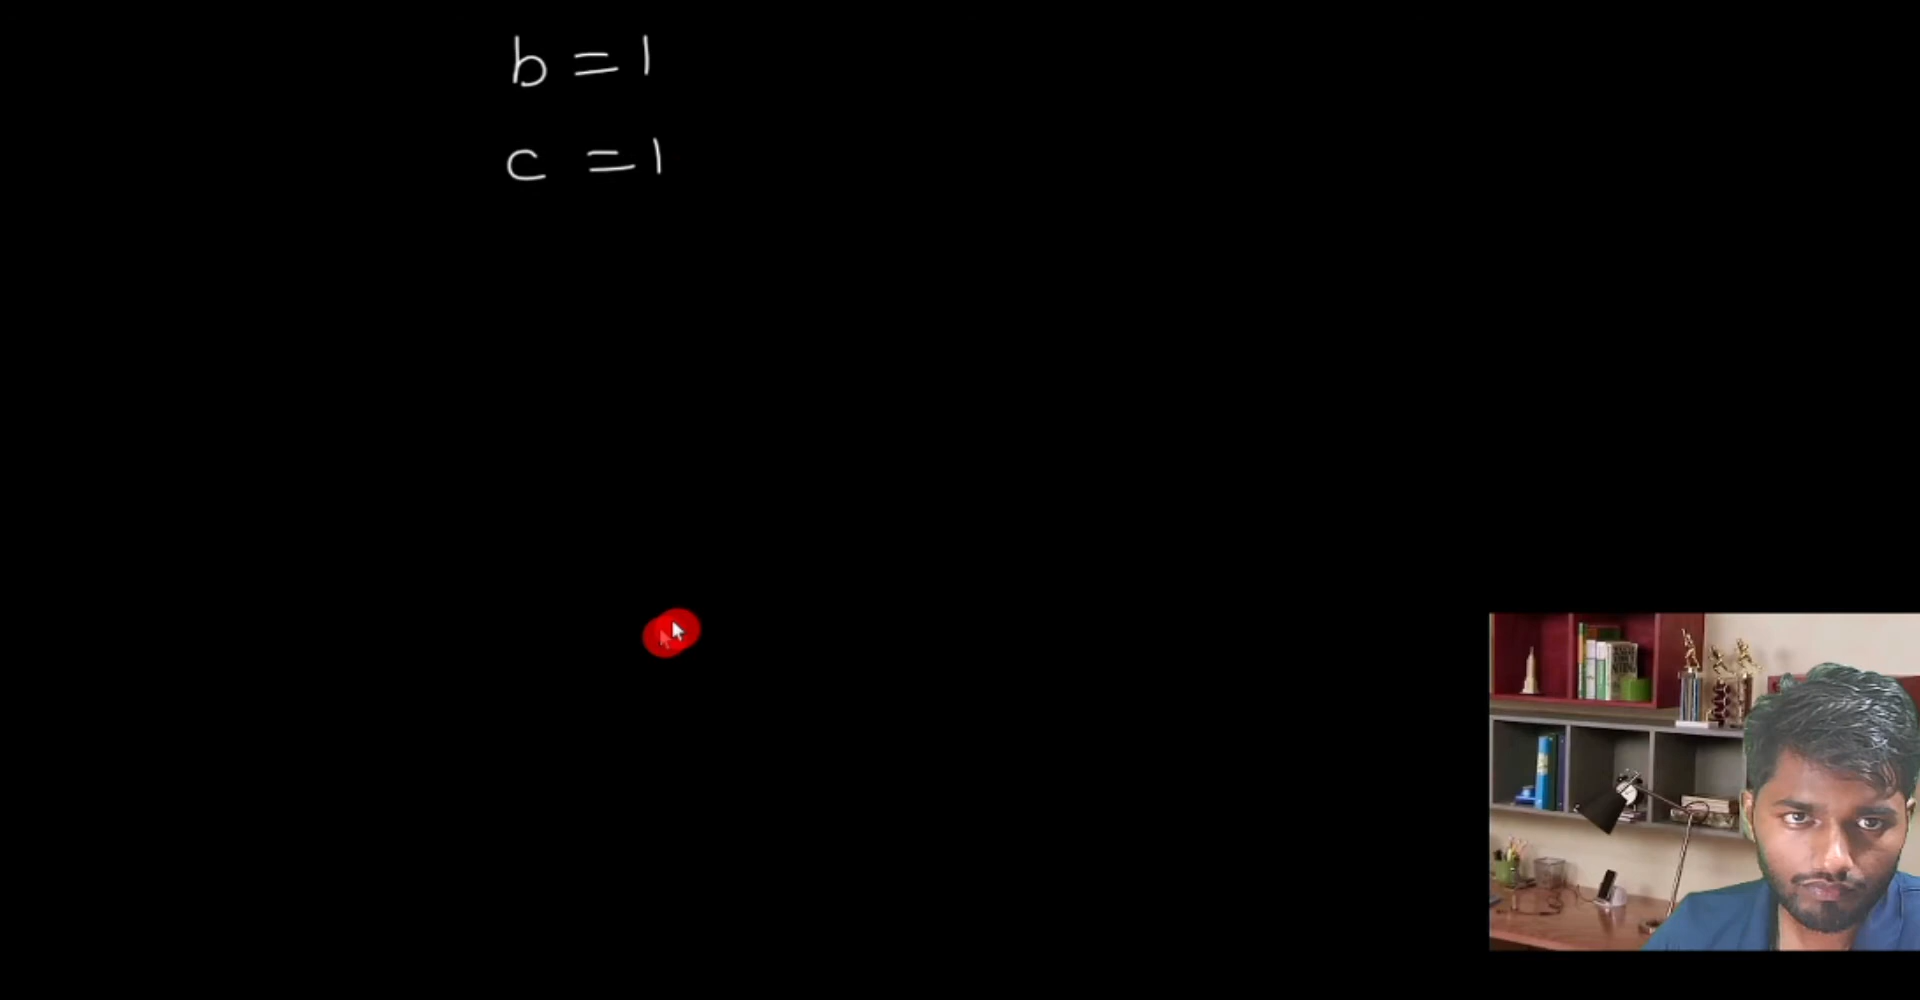 b = 1
c = 1